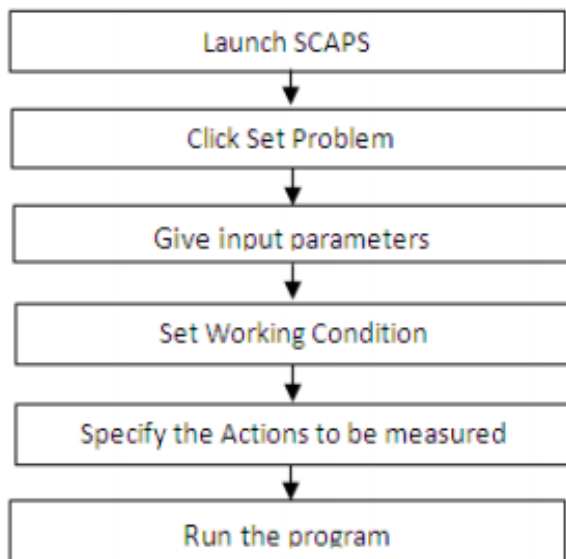 Launch SCAPS
Click Set Problem
Give input parameters
Set Working Condition
Specify the Actions to be measured
Run the program